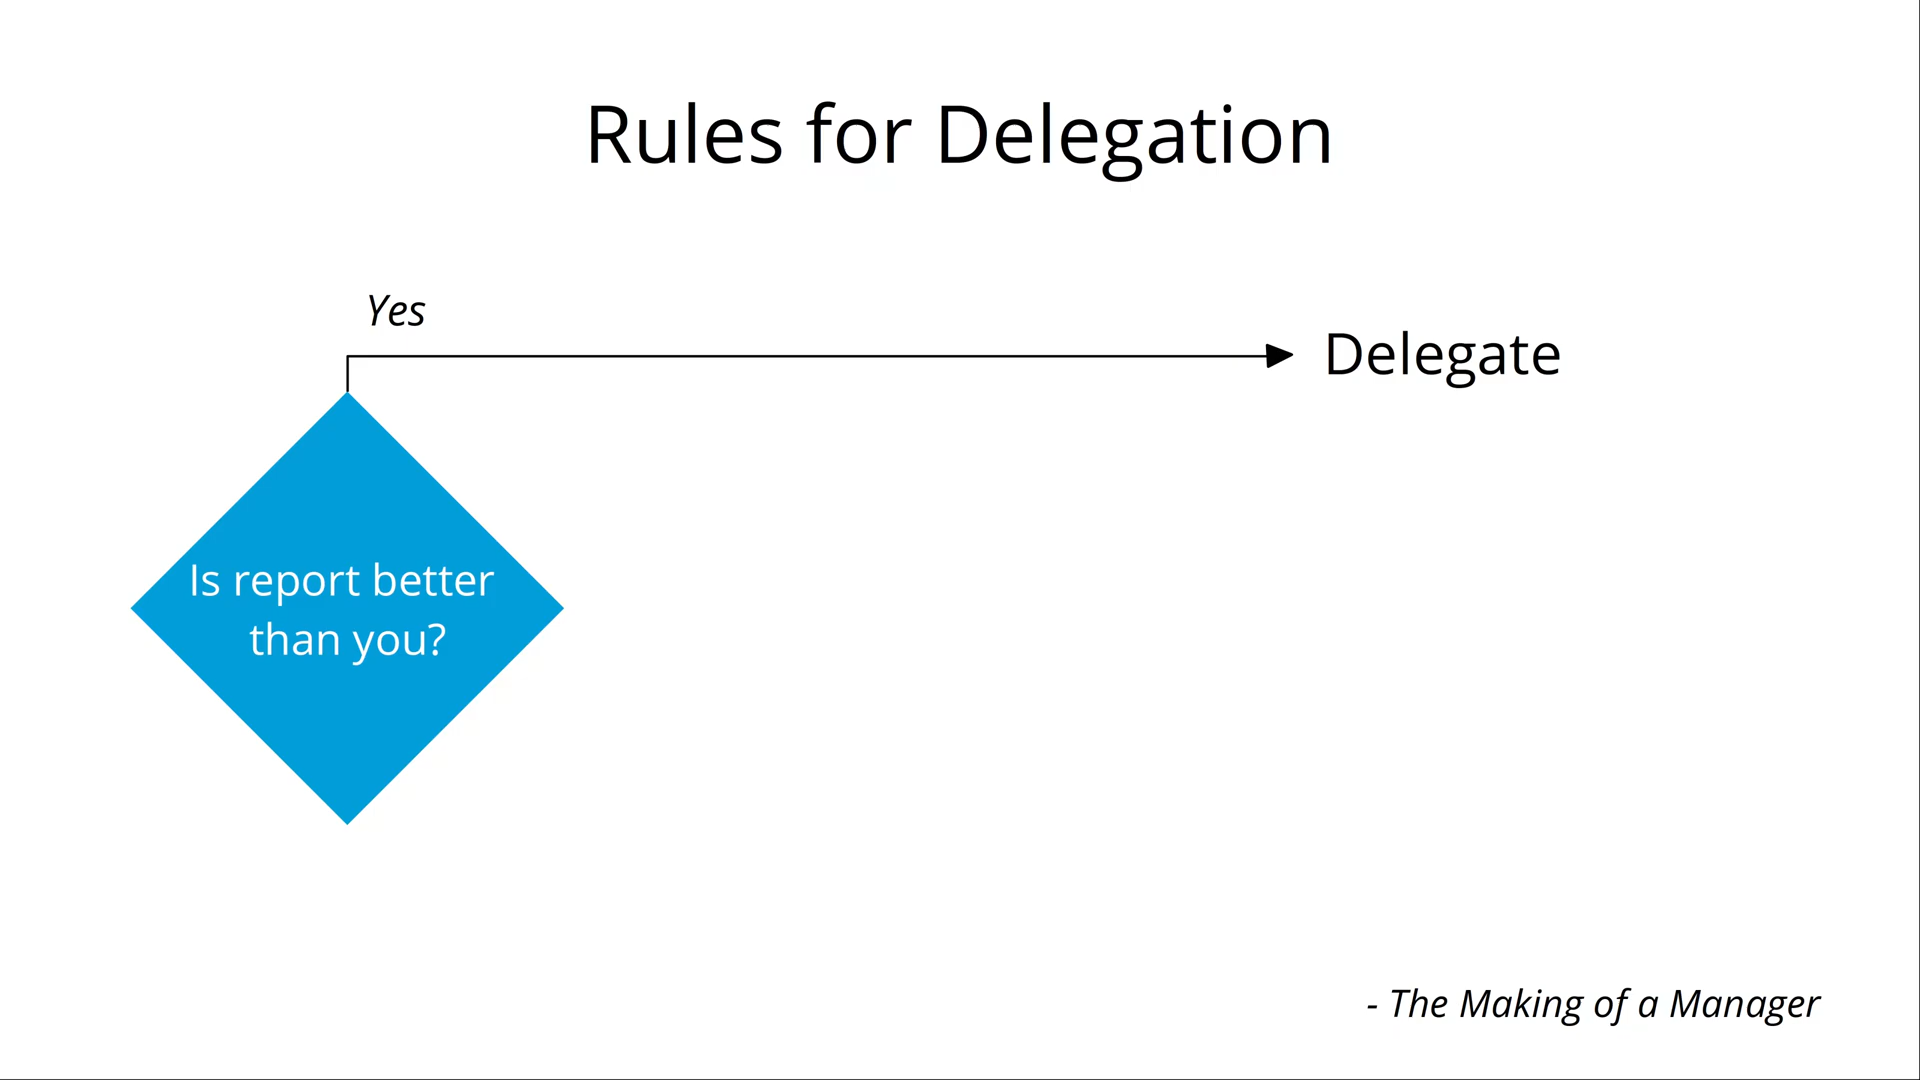 Rules for Delegation
Yes
Delegate
Is report better
than you?
- The Making of a Manager